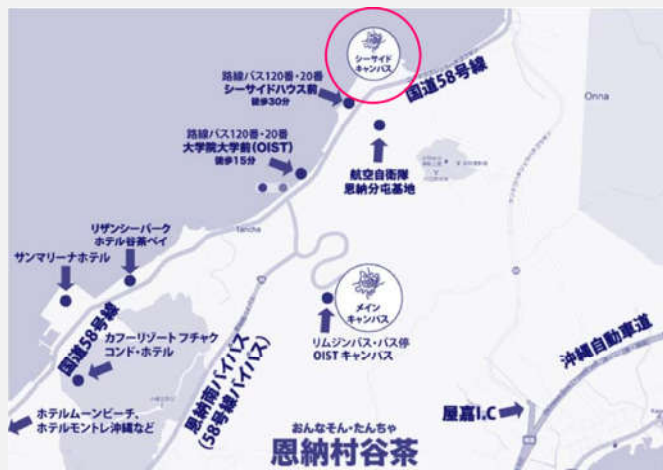 シーサイド
キャンパス
国道58号線
Onna
路線バス120番・20番
シーサイドハウス前
徒歩30分
路線バス120番・20番
大学院大学前(OIST)
徒歩15分
航空自衛隊
恩納分屯基地
リザンシーパーク
ホテル谷茶ベイ
Tancha
サンマリーナホテル
メイン
キャンパス
国道58号線
カフーリゾートフチャク
コンド・ホテル
リムジンバス・バス停
OISTキャンパス
恩納南バイパス
(58号線バイパス)
沖縄自動車道
屋嘉I.C
ホテルムーンビーチ、
ホテルモントレ沖縄など
おんなそん・たんちゃ
恩納村谷茶